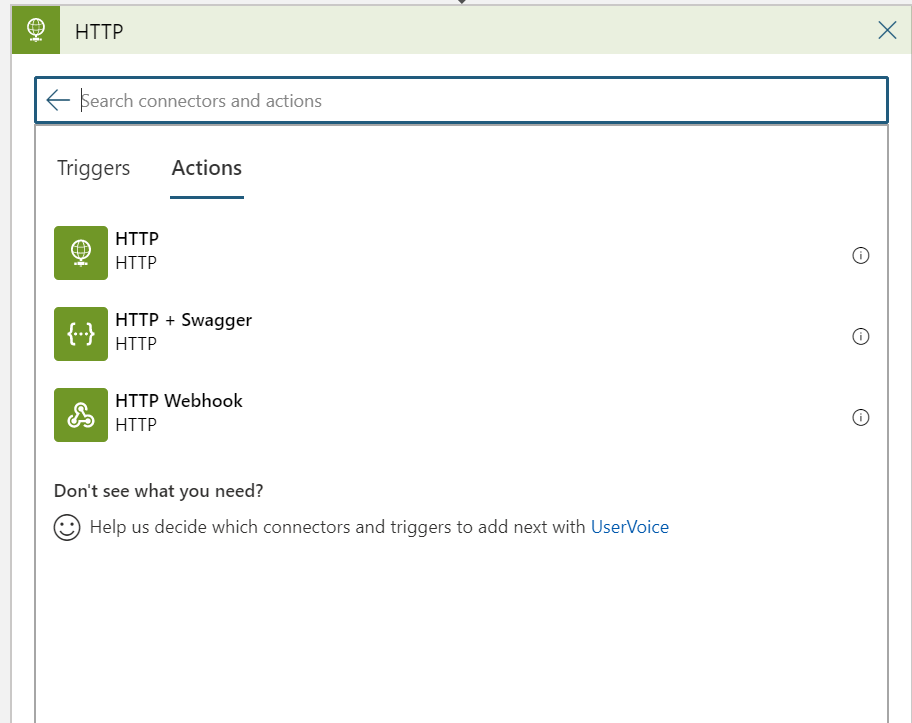 HTTP
Search connectors and actions
Triggers Actions
HTTP
HTTP
HTTP + Swagger
HTTP
HTTP Webhook
HTTP
Don't see what you need?
Help us decide which connectors and triggers to add next with UserVoice